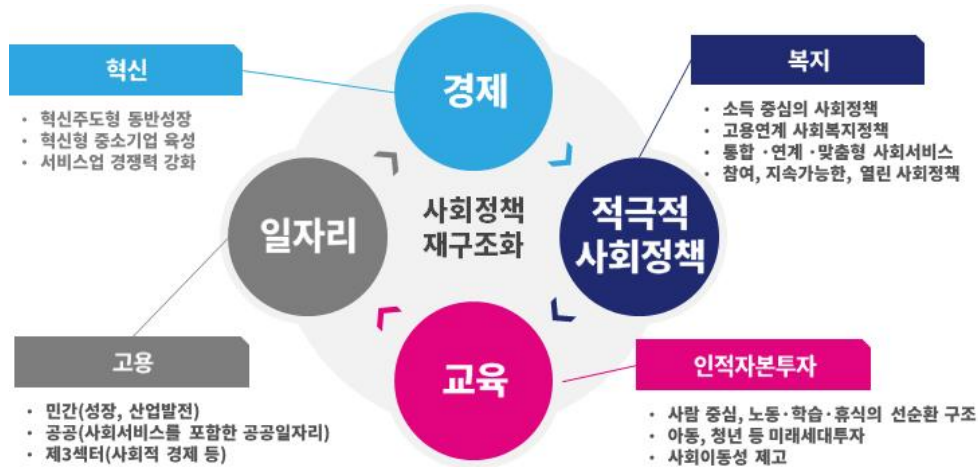 혁신
• 혁신주도형 동반성장
• 혁신형 중소기업 육성
• 서비스업 경쟁력 강화
경제
복지
• 소득 중심의 사회정책
• 고용연계 사회복지정책
• 통합 ·연계 ·맞춤형 사회서비스
• 참여, 지속가능한, 열린 사회정책
일자리
사회정책
재구조화
적극적
사회정책
고용
• 민간(성장, 산업발전)
• 공공(사회서비스를 포함한 공공일자리)
• 제3섹터(사회적 경제 등)
교육
인적자본투자
• 사람 중심, 노동·학습·휴식의 선순환 구조
• 아동, 청년 등 미래세대투자
• 사회이동성 제고